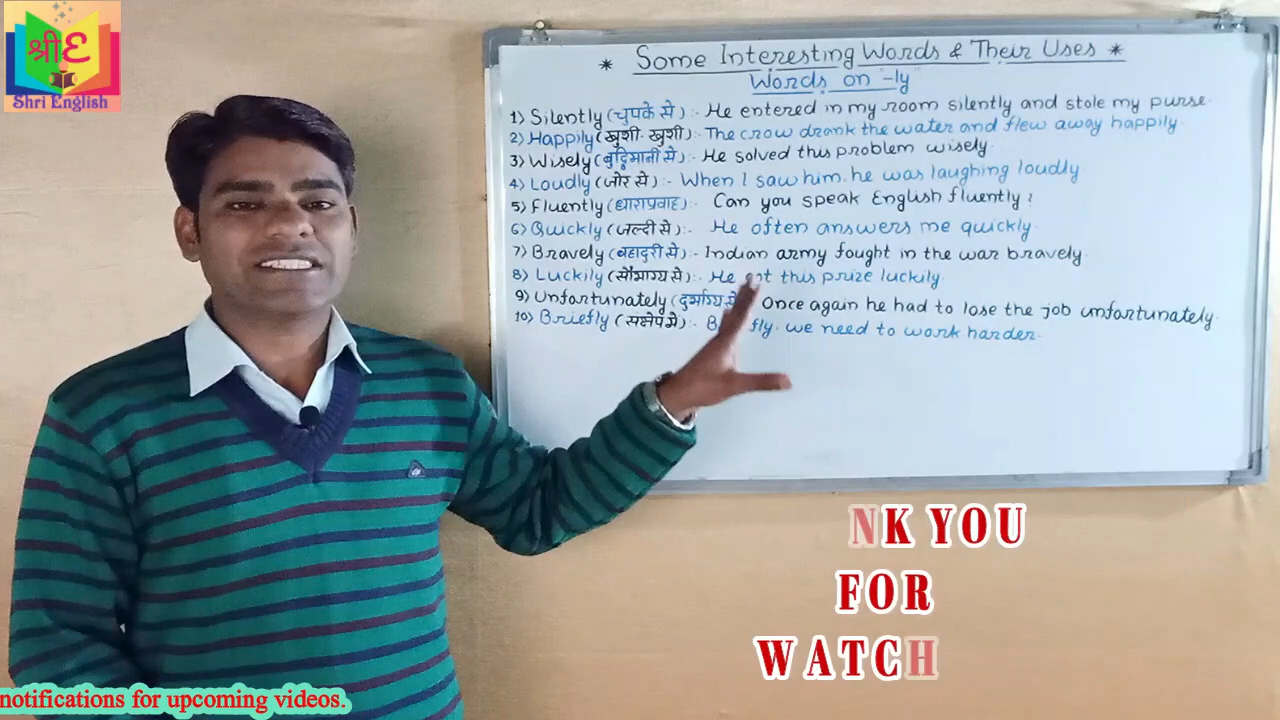 श्री ع
Shri English
* Some Interesting Words & Their Uses *
Words on -ly
1) Silently (चुपके से) :- He entered in my room silently and stole my purse.
2) Happily (खुशी खुशी) :- The crow drank the water and flew away happily.
3) Wisely (बुद्धिमानी से) :- He solved this problem wisely.
4) Loudly (जोर से) :- When I saw him, he was laughing loudly
5) Fluently (धाराप्रवाह) :- Can you speak English fluently?
6) Quickly (जल्दी से) :- He often answers me quickly.
7) Bravely (बहादुरी से) :- Indian army fought in the war bravely
8) Luckily (सौभाग्य से) :- He got this prize luckily.
9) Unfortunately (दुर्भाग्य से Once again he had to lose the job unfortunately.
10) Briefly (सक्षेप मे) :- we need to work harder.
NK YOU
FOR
WATCH
notifications for upcoming videos.